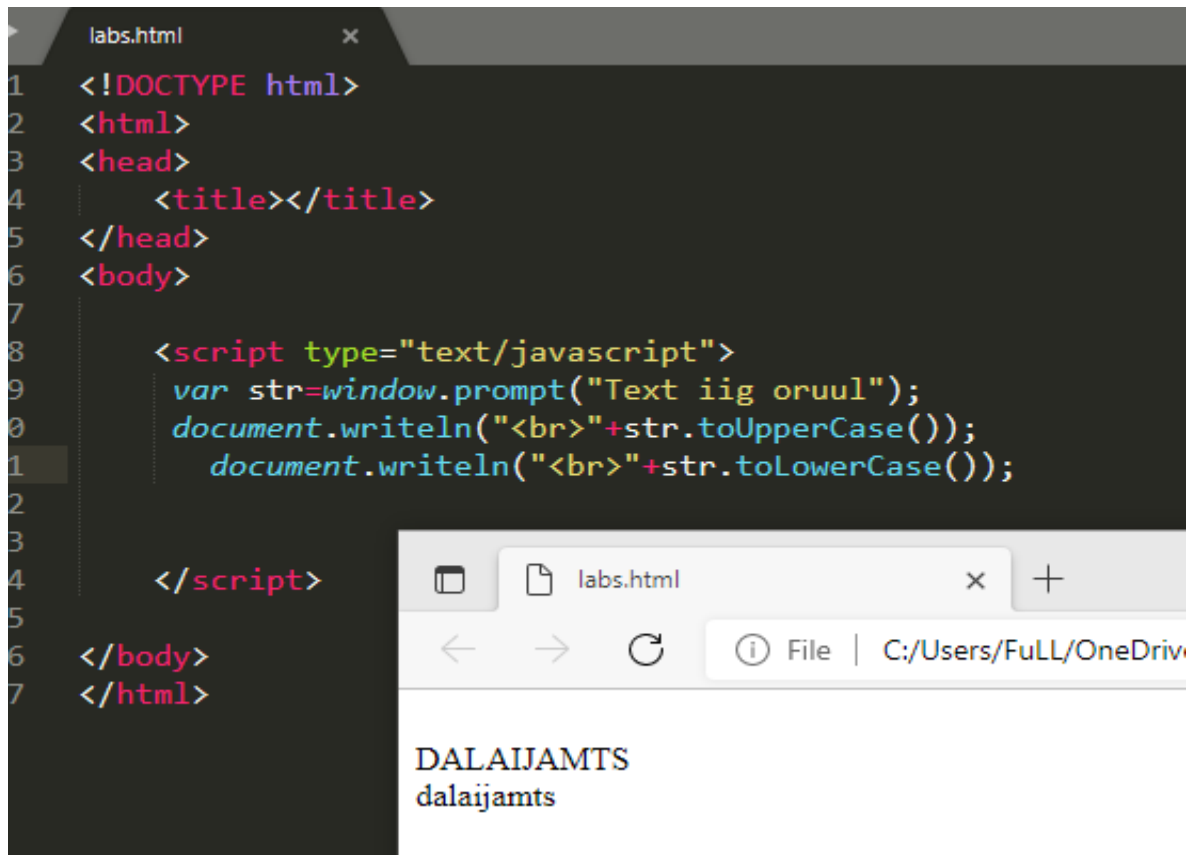 labs.html ×
1 <!DOCTYPE html>
2 <html>
3 <head>
4     <title></title>
5 </head>
6 <body>
7
8     <script type="text/javascript">
9      var str=window.prompt("Text iig oruul");
0      document.writeln("<br>"+str.toUpperCase());
1        document.writeln("<br>"+str.toLowerCase());
2
3
4     </script>
5
6 </body>
7 </html>
labs.html × +
File | C:/Users/FuLL/OneDrive
DALAIJAMTS
dalaijamts